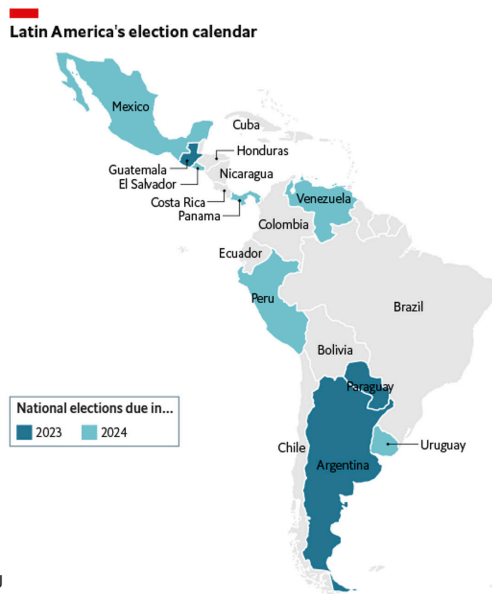 Latin America's election calendar
Mexico
Cuba
Honduras
Guatemala
Nicaragua
El Salvador
Costa Rica
Panama
Venezuela
Colombia
Ecuador
Peru
Brazil
Bolivia
Paraguay
National elections due in...
2023 2024
Chile
Uruguay
Argentina